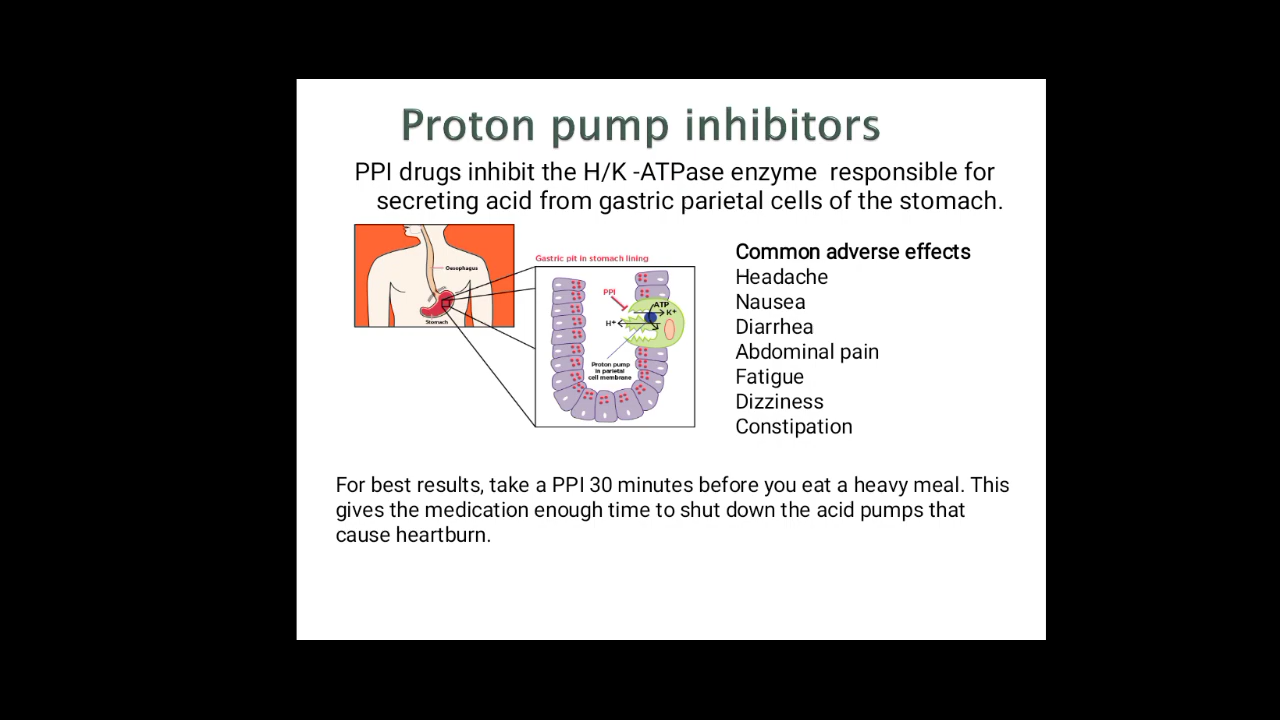 Proton pump inhibitors
PPI drugs inhibit the H/K -ATPase enzyme  responsible for
secreting acid from gastric parietal cells of the stomach.
Oesophagus
Stomach
Gastric pit in stomach lining
PPI
ATP
K+
H+
Proton pump
in parietal
cell membrane
Common adverse effects
Headache
Nausea
Diarrhea
Abdominal pain
Fatigue
Dizziness
Constipation
For best results, take a PPI 30 minutes before you eat a heavy meal. This
gives the medication enough time to shut down the acid pumps that
cause heartburn.